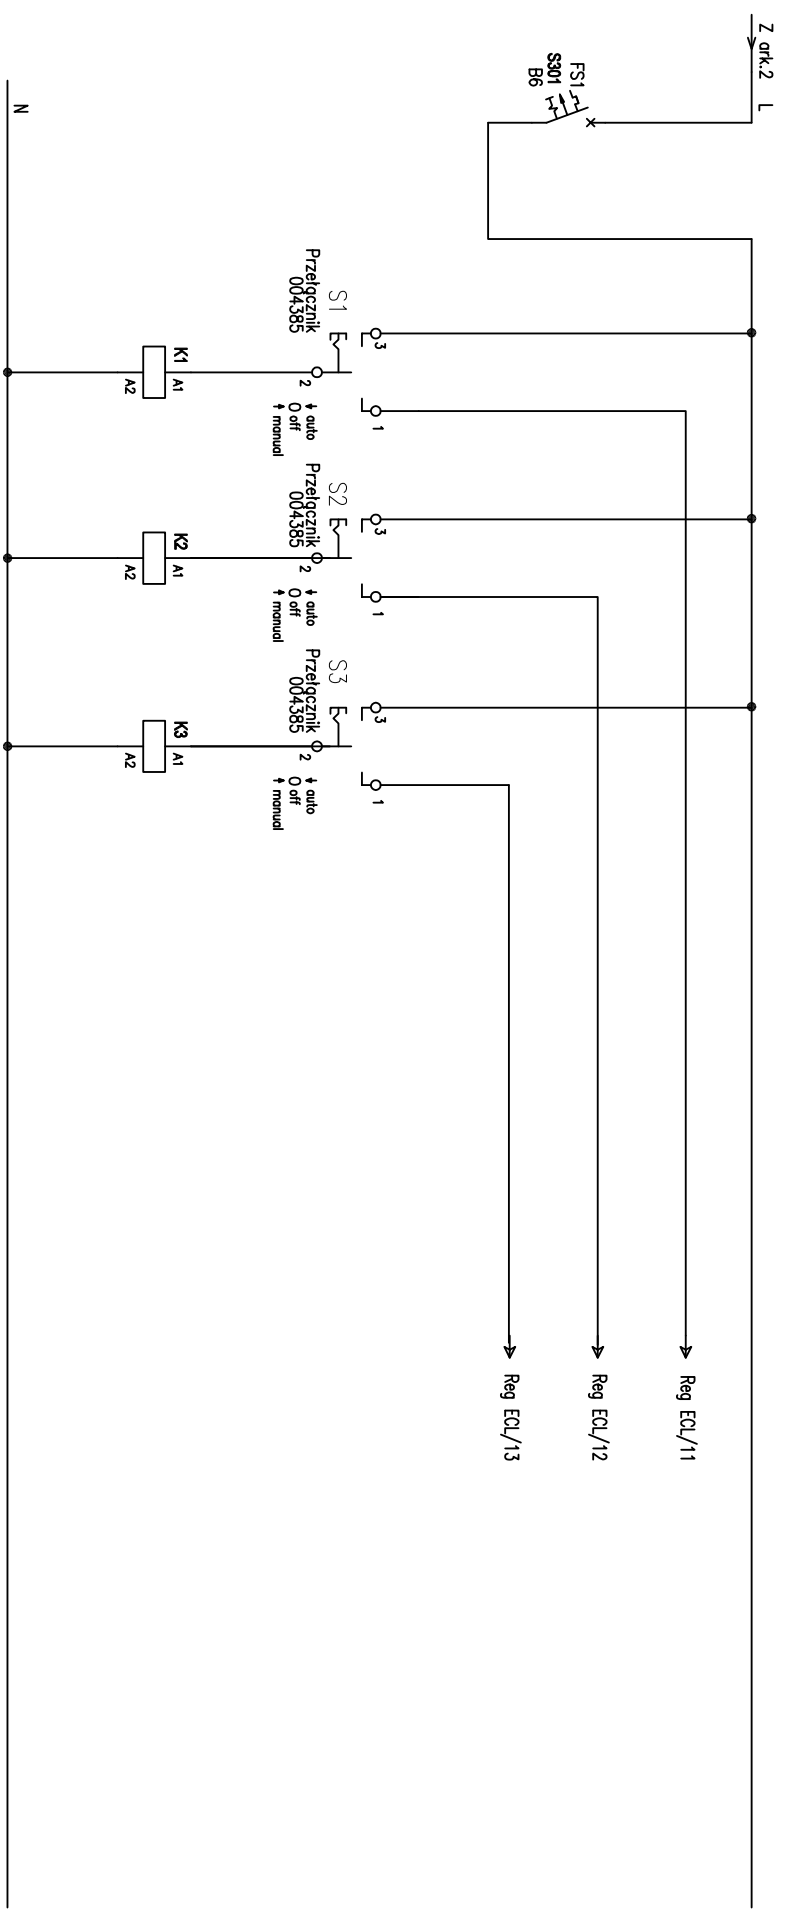 Z ark.2
L
FS1
S301
B6
N
S1
Przełącznik
004385
3
2
1
auto
0 off
manual
K1
A1
A2
S2
Przełącznik
004385
3
2
1
auto
0 off
manual
K2
A1
A2
S3
Przełącznik
004385
3
2
1
auto
0 off
manual
K3
A1
A2
Reg ECL/11
Reg ECL/12
Reg ECL/13